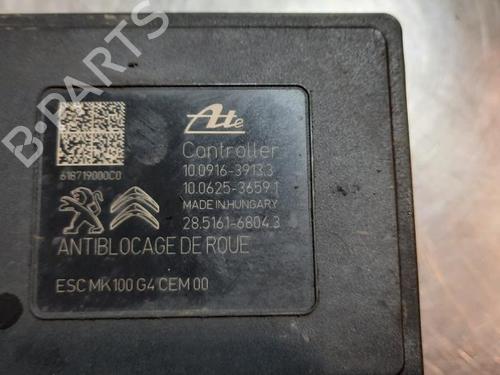 B-PARTS
Ate
Controller
10.0916-3913.3
10.0625-3659.1
MADE IN HUNGARY
28.5161-6804.3
618719000C0
ANTIBLOCAGE DE ROUE
ESC MK100 G4 CEM 00